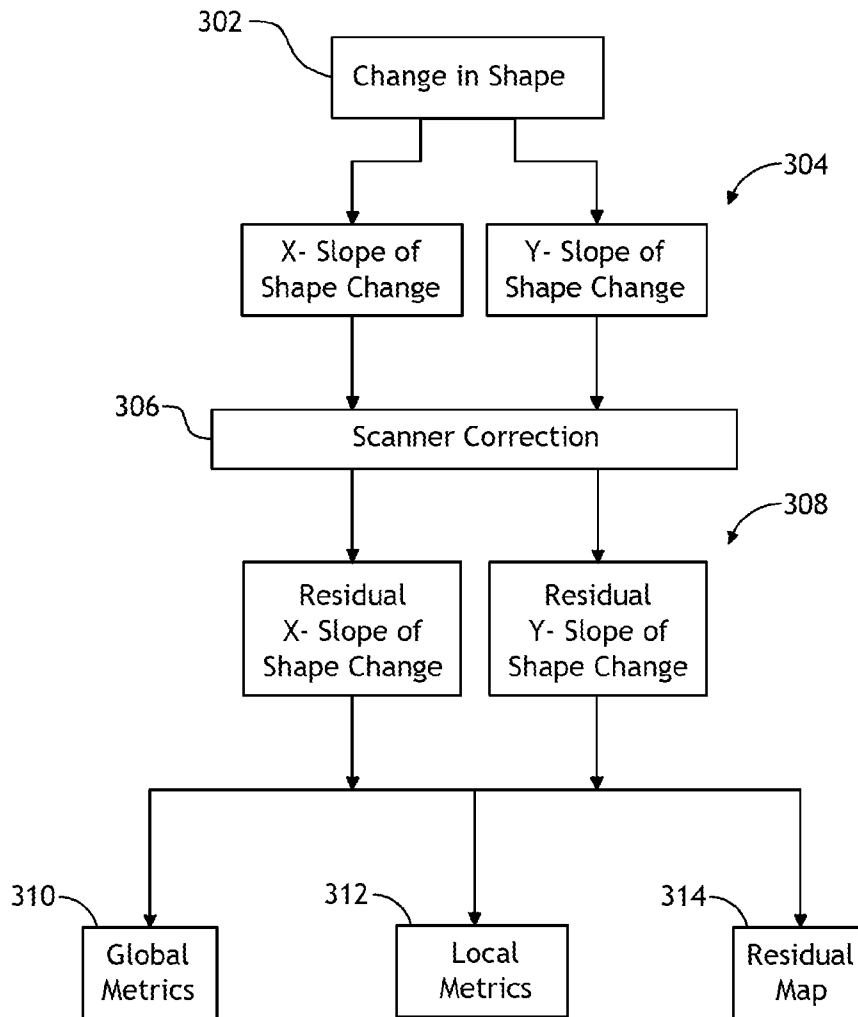 302
Change in Shape
304
X- Slope of
Shape Change
Y- Slope of
Shape Change
306
Scanner Correction
308
Residual
X- Slope of
Shape Change
Residual
Y- Slope of
Shape Change
310
Global
Metrics
312
Local
Metrics
314
Residual
Map